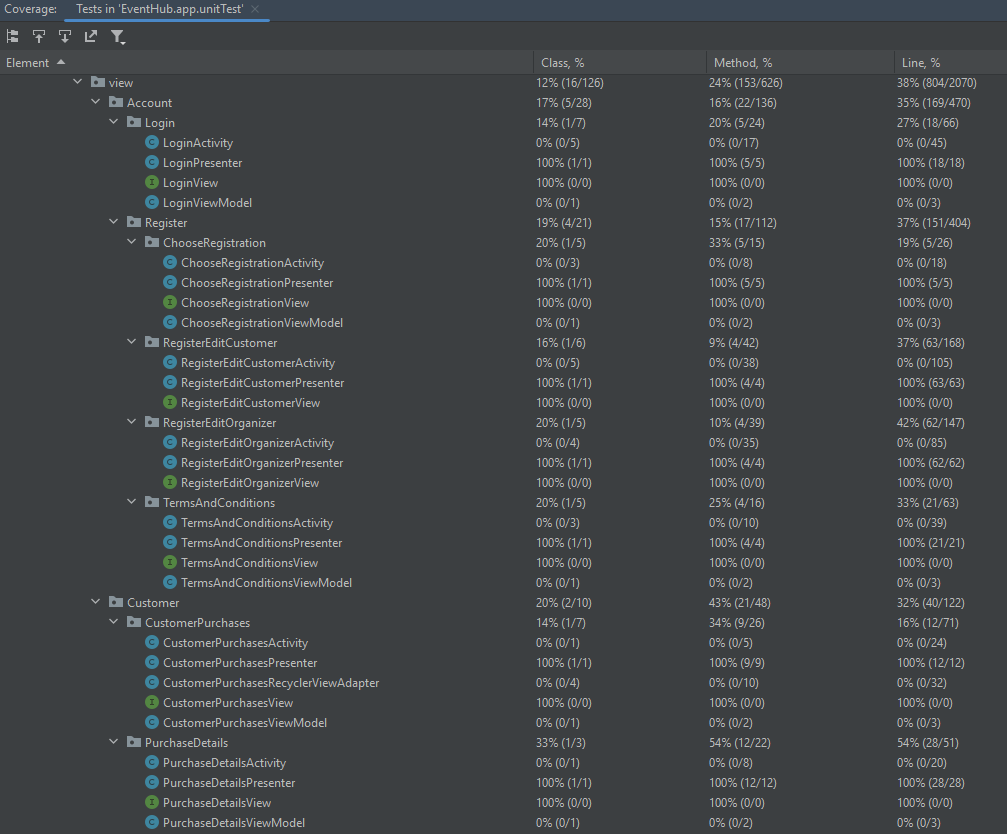 Coverage: Tests in 'EventHub.app.unitTest'
Element Class, % Method, % Line, %
view 12% (16/126) 24% (153/626) 38% (804/2070)
Account 17% (5/28) 16% (22/136) 35% (169/470)
Login 14% (1/7) 20% (5/24) 27% (18/66)
LoginActivity 0% (0/5) 0% (0/17) 0% (0/45)
LoginPresenter 100% (1/1) 100% (5/5) 100% (18/18)
LoginView 100% (0/0) 100% (0/0) 100% (0/0)
LoginViewModel 0% (0/1) 0% (0/2) 0% (0/3)
Register 19% (4/21) 15% (17/112) 37% (151/404)
ChooseRegistration 20% (1/5) 33% (5/15) 19% (5/26)
ChooseRegistrationActivity 0% (0/3) 0% (0/8) 0% (0/18)
ChooseRegistrationPresenter 100% (1/1) 100% (5/5) 100% (5/5)
ChooseRegistrationView 100% (0/0) 100% (0/0) 100% (0/0)
ChooseRegistrationViewModel 0% (0/1) 0% (0/2) 0% (0/3)
RegisterEditCustomer 16% (1/6) 9% (4/42) 37% (63/168)
RegisterEditCustomerActivity 0% (0/5) 0% (0/38) 0% (0/105)
RegisterEditCustomerPresenter 100% (1/1) 100% (4/4) 100% (63/63)
RegisterEditCustomerView 100% (0/0) 100% (0/0) 100% (0/0)
RegisterEditOrganizer 20% (1/5) 10% (4/39) 42% (62/147)
RegisterEditOrganizerActivity 0% (0/4) 0% (0/35) 0% (0/85)
RegisterEditOrganizerPresenter 100% (1/1) 100% (4/4) 100% (62/62)
RegisterEditOrganizerView 100% (0/0) 100% (0/0) 100% (0/0)
TermsAndConditions 20% (1/5) 25% (4/16) 33% (21/63)
TermsAndConditionsActivity 0% (0/3) 0% (0/10) 0% (0/39)
TermsAndConditionsPresenter 100% (1/1) 100% (4/4) 100% (21/21)
TermsAndConditionsView 100% (0/0) 100% (0/0) 100% (0/0)
TermsAndConditionsViewModel 0% (0/1) 0% (0/2) 0% (0/3)
Customer 20% (2/10) 43% (21/48) 32% (40/122)
CustomerPurchases 14% (1/7) 34% (9/26) 16% (12/71)
CustomerPurchasesActivity 0% (0/1) 0% (0/5) 0% (0/24)
CustomerPurchasesPresenter 100% (1/1) 100% (9/9) 100% (12/12)
CustomerPurchasesRecyclerViewAdapter 0% (0/4) 0% (0/10) 0% (0/32)
CustomerPurchasesView 100% (0/0) 100% (0/0) 100% (0/0)
CustomerPurchasesViewModel 0% (0/1) 0% (0/2) 0% (0/3)
PurchaseDetails 33% (1/3) 54% (12/22) 54% (28/51)
PurchaseDetailsActivity 0% (0/1) 0% (0/8) 0% (0/20)
PurchaseDetailsPresenter 100% (1/1) 100% (12/12) 100% (28/28)
PurchaseDetailsView 100% (0/0) 100% (0/0) 100% (0/0)
PurchaseDetailsViewModel 0% (0/1) 0% (0/2) 0% (0/3)